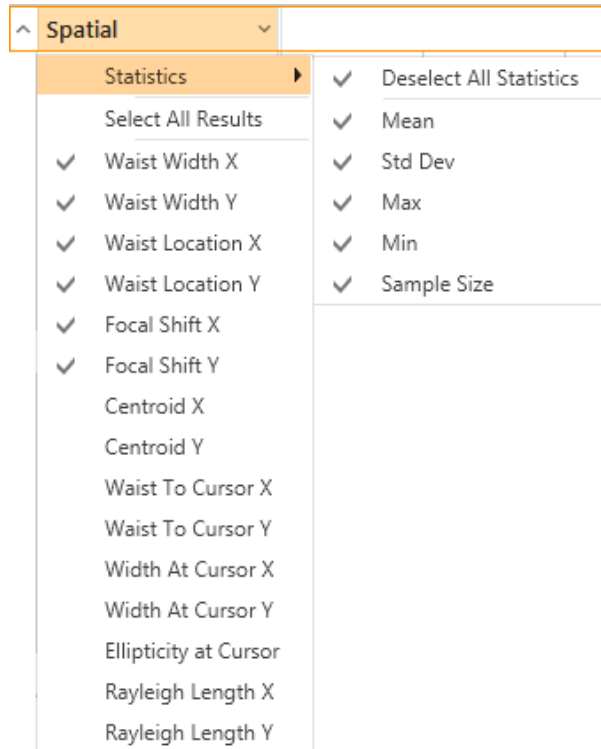 Spatial
Statistics
Select All Results
Waist Width X
Waist Width Y
Waist Location X
Waist Location Y
Focal Shift X
Focal Shift Y
Centroid X
Centroid Y
Waist To Cursor X
Waist To Cursor Y
Width At Cursor X
Width At Cursor Y
Ellipticity at Cursor
Rayleigh Length X
Rayleigh Length Y
Deselect All Statistics
Mean
Std Dev
Max
Min
Sample Size